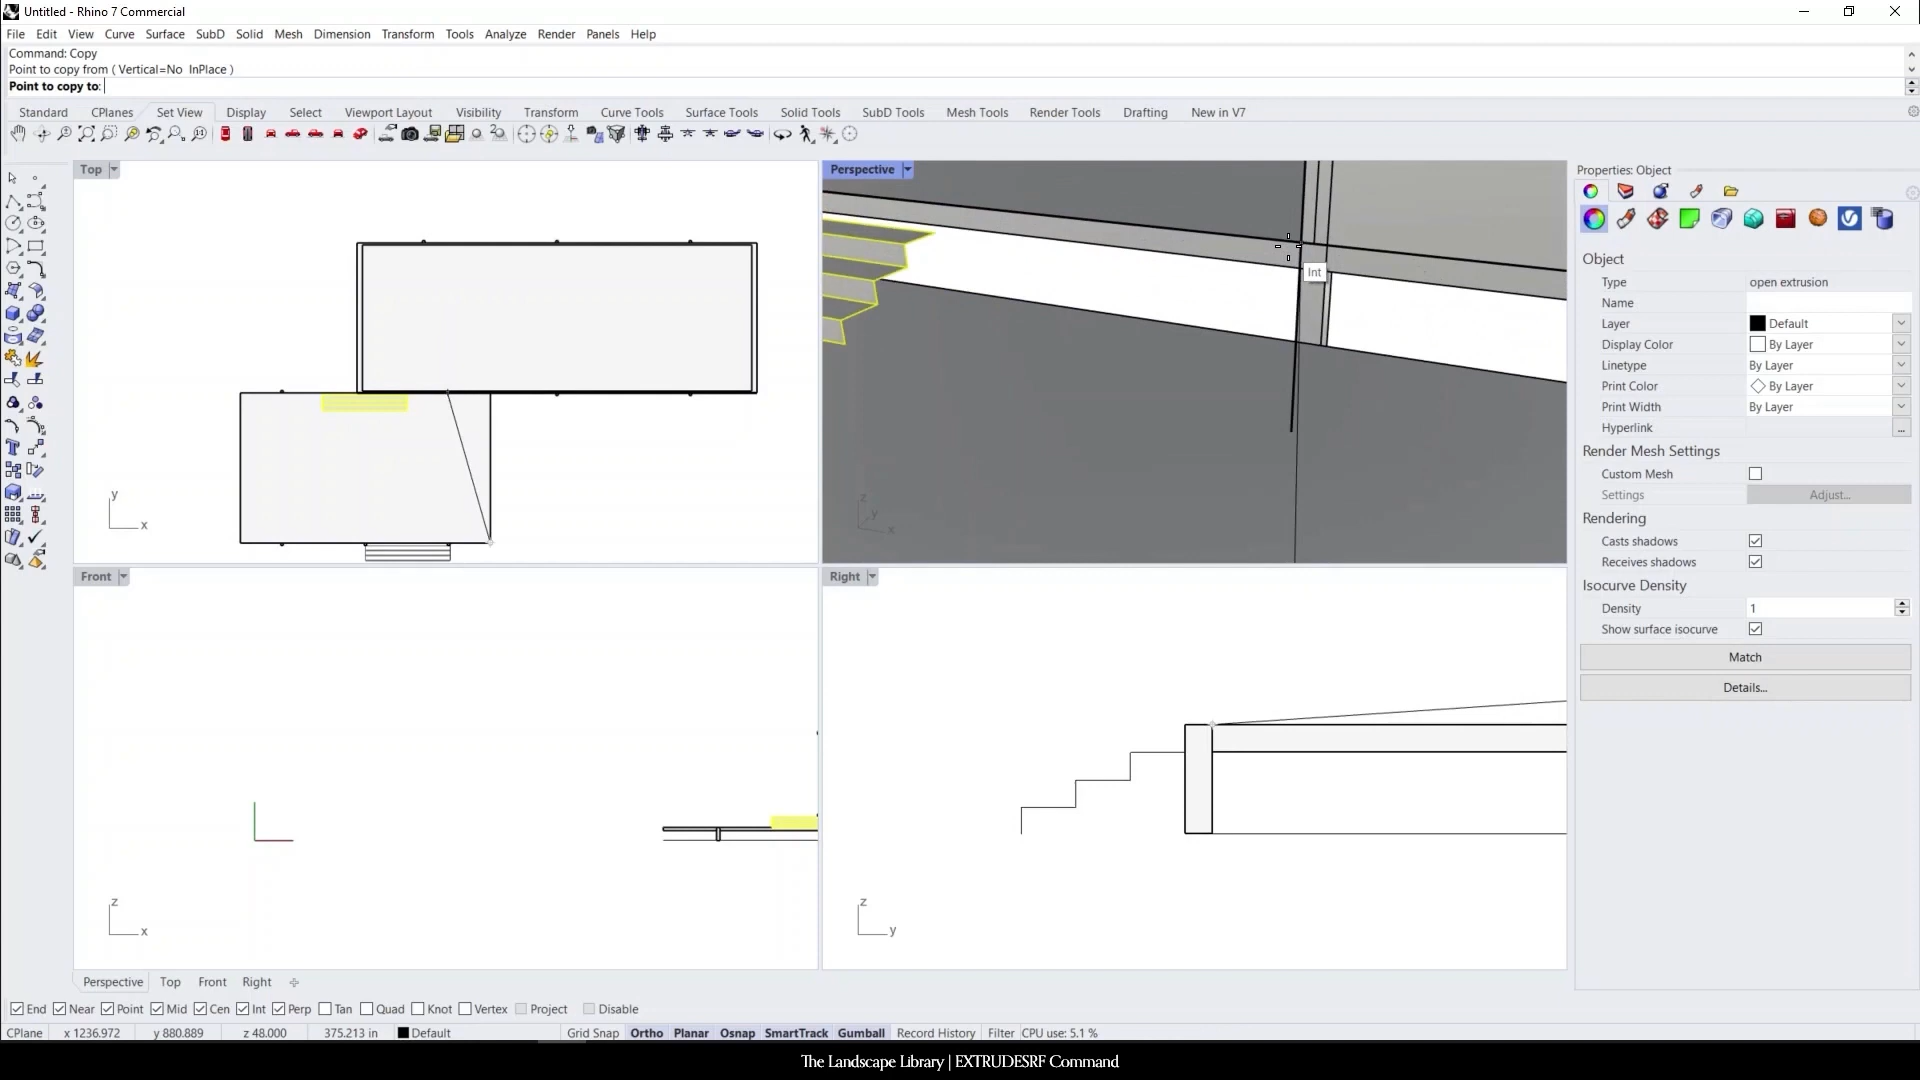 Untitled - Rhino 7 Commercial
File Edit View Curve Surface SubD Solid Mesh Dimension Transform Tools Analyze Render Panels Help
Command: Copy
Point to copy from ( Vertical=No InPlace )
Point to copy to:
Standard CPlanes Set View Display Select Viewport Layout Visibility Transform Curve Tools Surface Tools Solid Tools SubD Tools Mesh Tools Render Tools Drafting New in V7
Top
y
x
Perspective
Int
z
y
x
Front
z
x
Right
z
y
Properties: Object
Object
Type open extrusion
Name
Layer Default
Display Color By Layer
Linetype By Layer
Print Color By Layer
Print Width By Layer
Hyperlink ...
Render Mesh Settings
Custom Mesh
Settings Adjust...
Rendering
Casts shadows
Receives shadows
Isocurve Density
Density 1
Show surface isocurve
Match
Details...
Perspective Top Front Right
End Near Point Mid Cen Int Perp Tan Quad Knot Vertex Project Disable
CPlane x 1236.972 y 880.889 z 48.000 375.213 in Default Grid Snap Ortho Planar Osnap SmartTrack Gumball Record History Filter CPU use: 5.1 %
The Landscape Library | EXTRUDESRF Command